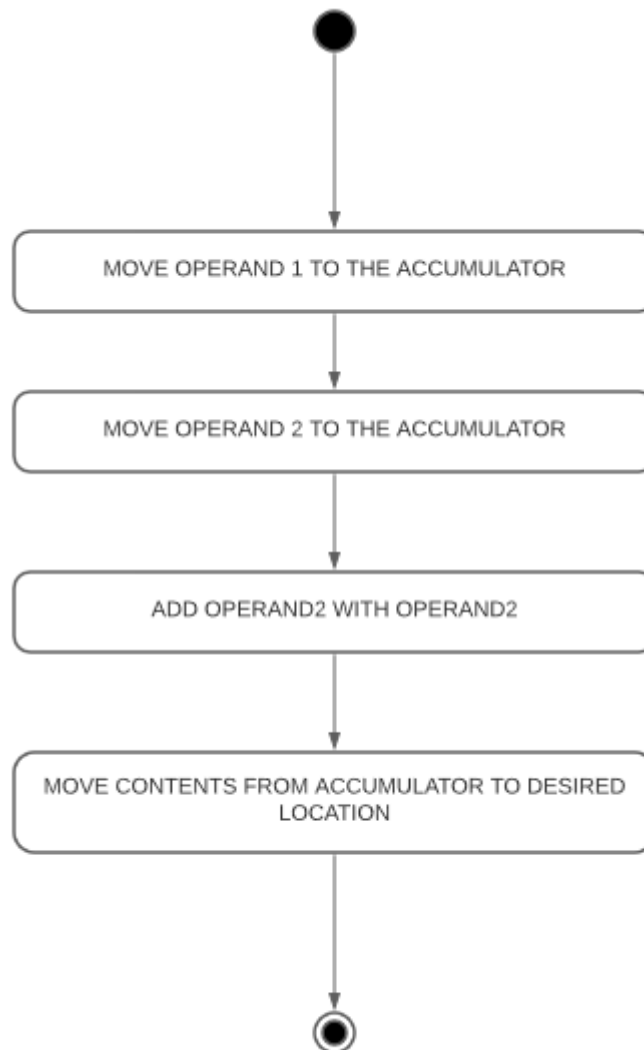 MOVE OPERAND 1 TO THE ACCUMULATOR
MOVE OPERAND 2 TO THE ACCUMULATOR
ADD OPERAND2 WITH OPERAND2
MOVE CONTENTS FROM ACCUMULATOR TO DESIRED
LOCATION